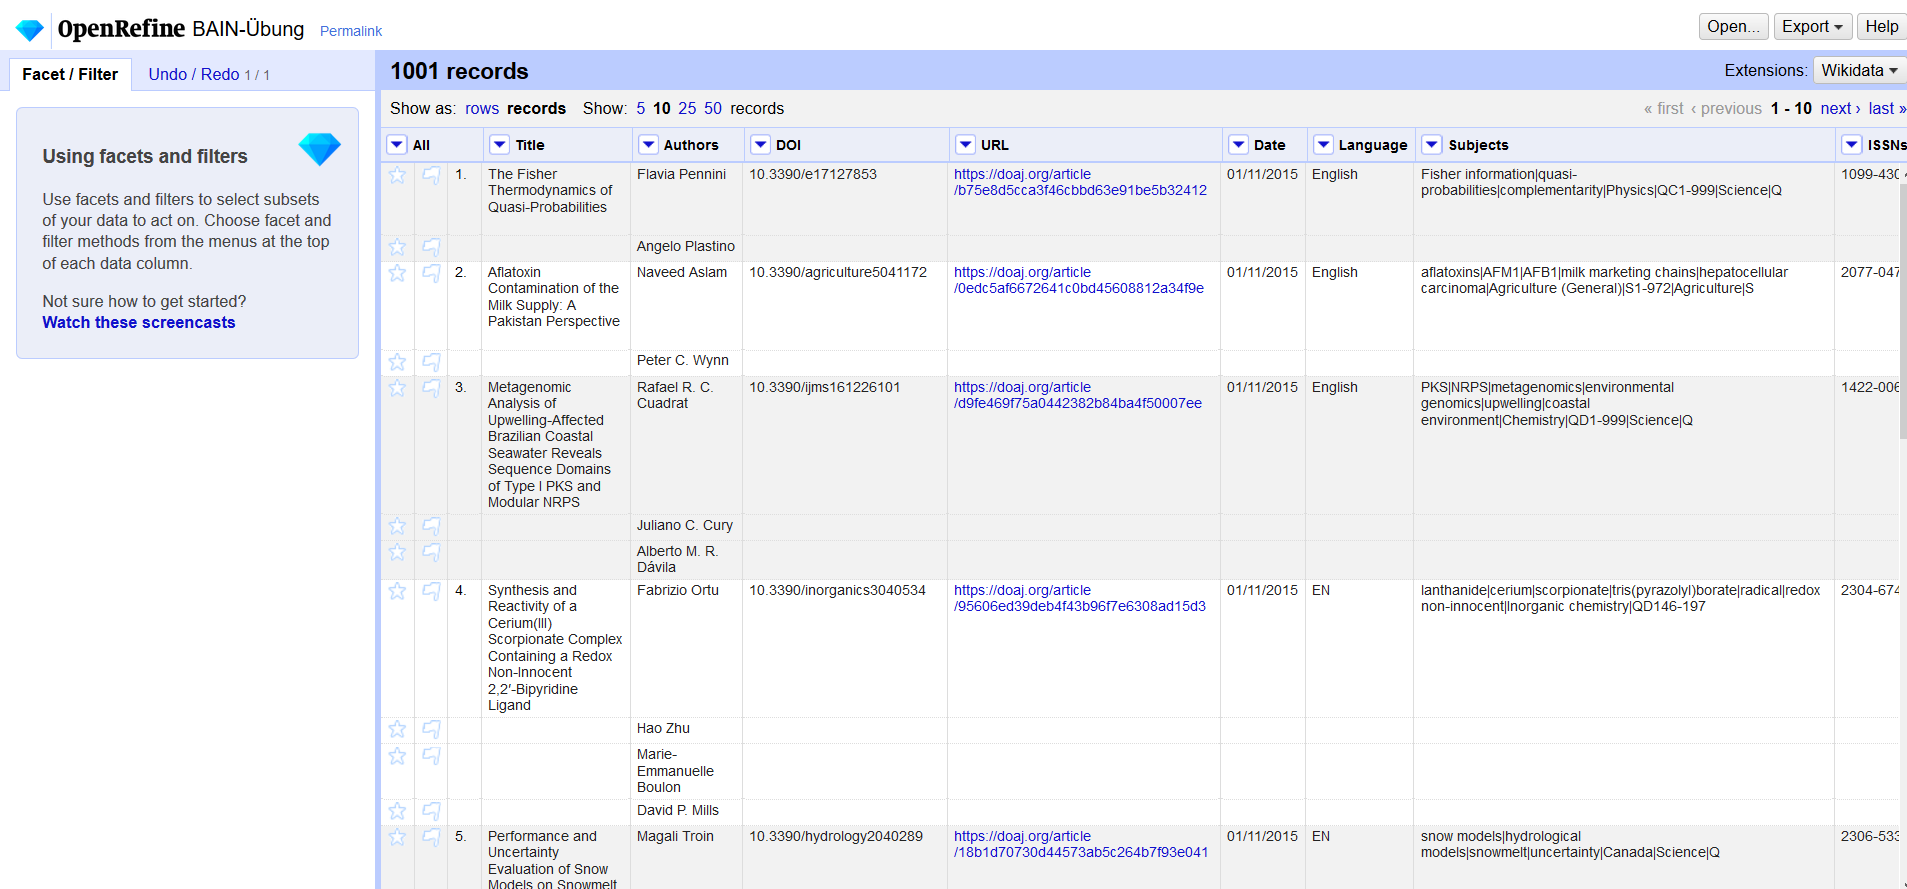 OpenRefine BAIN-Übung Permalink
Open... Export Help
Facet / Filter Undo / Redo 1 / 1
1001 records
Extensions: Wikidata
Show as: rows records Show: 5 10 25 50 records
« first ‹ previous 1 - 10 next › last »
Using facets and filters
Use facets and filters to select subsets
of your data to act on. Choose facet and
filter methods from the menus at the top
of each data column.
Not sure how to get started?
Watch these screencasts
All Title Authors DOI URL Date Language Subjects ISSNs
1. The Fisher Flavia Pennini 10.3390/e17127853 https://doaj.org/article 01/11/2015 English Fisher information|quasi- 1099-430
Thermodynamics of /b75e8d5cca3f46cbbd63e91be5b32412 probabilities|complementarity|Physics|QC1-999|Science|Q
Quasi-Probabilities
Angelo Plastino
2. Aflatoxin Naveed Aslam 10.3390/agriculture5041172 https://doaj.org/article 01/11/2015 English aflatoxins|AFM1|AFB1|milk marketing chains|hepatocellular 2077-047
Contamination of the /0edc5af6672641c0bd45608812a34f9e carcinoma|Agriculture (General)|S1-972|Agriculture|S
Milk Supply: A
Pakistan Perspective
Peter C. Wynn
3. Metagenomic Rafael R. C. 10.3390/ijms161226101 https://doaj.org/article 01/11/2015 English PKS|NRPS|metagenomics|environmental 1422-006
Analysis of Cuadrat /d9fe469f75a0442382b84ba4f50007ee genomics|upwelling|coastal
Upwelling-Affected environment|Chemistry|QD1-999|Science|Q
Brazilian Coastal
Seawater Reveals
Sequence Domains
of Type I PKS and
Modular NRPS
Juliano C. Cury
Alberto M. R.
Dávila
4. Synthesis and Fabrizio Ortu 10.3390/inorganics3040534 https://doaj.org/article 01/11/2015 EN lanthanide|cerium|scorpionate|tris(pyrazolyl)borate|radical|redox 2304-674
Reactivity of a /95606ed39deb4f43b96f7e6308ad15d3 non-innocent|Inorganic chemistry|QD146-197
Cerium(III)
Scorpionate Complex
Containing a Redox
Non-Innocent
2,2′-Bipyridine
Ligand
Hao Zhu
Marie-
Emmanuelle
Boulon
David P. Mills
5. Performance and Magali Troin 10.3390/hydrology2040289 https://doaj.org/article 01/11/2015 EN snow models|hydrological 2306-533
Uncertainty /18b1d70730d44573ab5c264b7f93e041 models|snowmelt|uncertainty|Canada|Science|Q
Evaluation of Snow
Models on Snowmelt